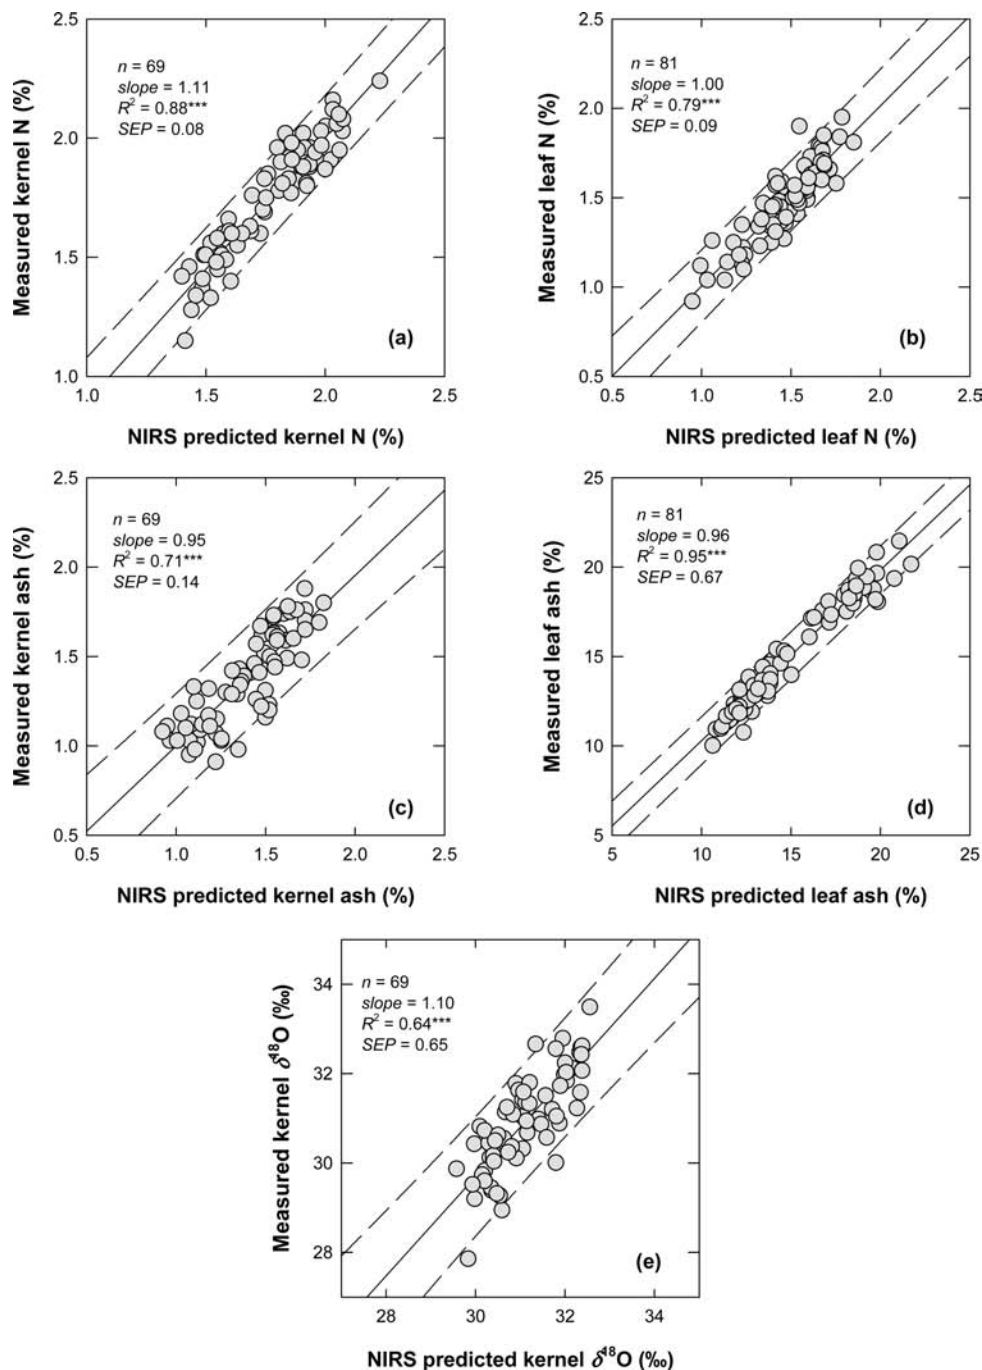 2.5
2.0
1.5
1.0
Measured kernel N (%)
n = 69
slope = 1.11
R² = 0.88***
SEP = 0.08
(a)
1.0 1.5 2.0 2.5
NIRS predicted kernel N (%)
2.5
2.0
1.5
1.0
0.5
Measured leaf N (%)
n = 81
slope = 1.00
R² = 0.79***
SEP = 0.09
(b)
0.5 1.0 1.5 2.0 2.5
NIRS predicted leaf N (%)
2.5
2.0
1.5
1.0
0.5
Measured kernel ash (%)
n = 69
slope = 0.95
R² = 0.71***
SEP = 0.14
(c)
0.5 1.0 1.5 2.0 2.5
NIRS predicted kernel ash (%)
25
20
15
10
5
Measured leaf ash (%)
n = 81
slope = 0.96
R² = 0.95***
SEP = 0.67
(d)
5 10 15 20 25
NIRS predicted leaf ash (%)
34
32
30
28
Measured kernel δ¹⁸O (‰)
n = 69
slope = 1.10
R² = 0.64***
SEP = 0.65
(e)
28 30 32 34
NIRS predicted kernel δ¹⁸O (‰)